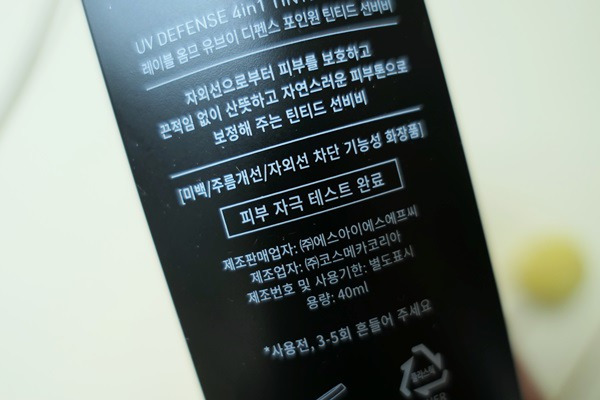 UV DEFENSE 4in1
레이블 옴므 유브이 디펜스 포인원 틴티드 선비비
자외선으로부터 피부를 보호하고
끈적임 없이 산뜻하고 자연스러운 피부톤으로
보정해 주는 틴티드 선비비
[미백/주름개선/자외선 차단 기능성 화장품]
피부 자극 테스트 완료
제조판매업자: ㈜에스아이에스에프씨
제조업자: ㈜코스메카코리아
제조번호 및 사용기한: 별도표시
용량: 40ml
*사용전, 3-5회 흔들어 주세요
플라스틱